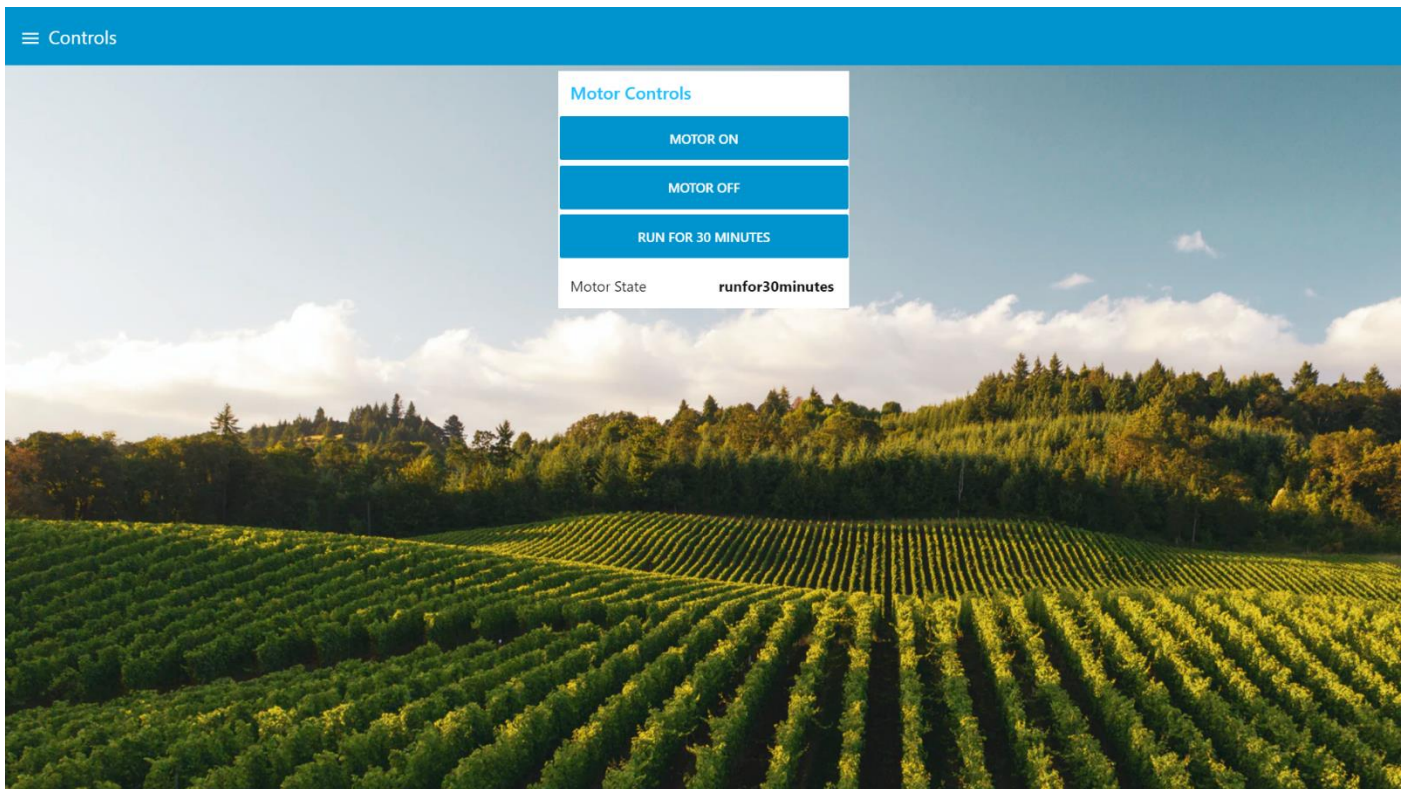 Controls
Motor Controls
MOTOR ON
MOTOR OFF
RUN FOR 30 MINUTES
Motor State runfor30minutes